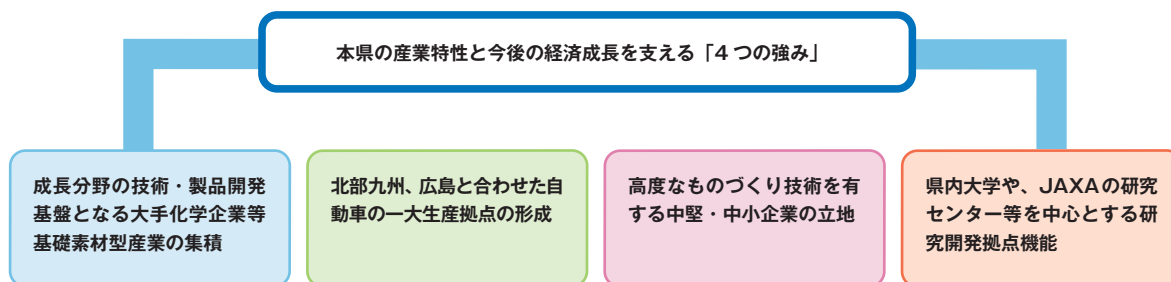 本県の産業特性と今後の経済成長を支える「4 つの強み」
成長分野の技術・製品開発
基盤となる大手化学企業等
基礎素材型産業の集積
北部九州、広島と合わせた自
動車の一大生産拠点の形成
高度なものづくり技術を有
する中堅・中小企業の立地
県内大学や、JAXAの研究
センター等を中心とする研
究開発拠点機能